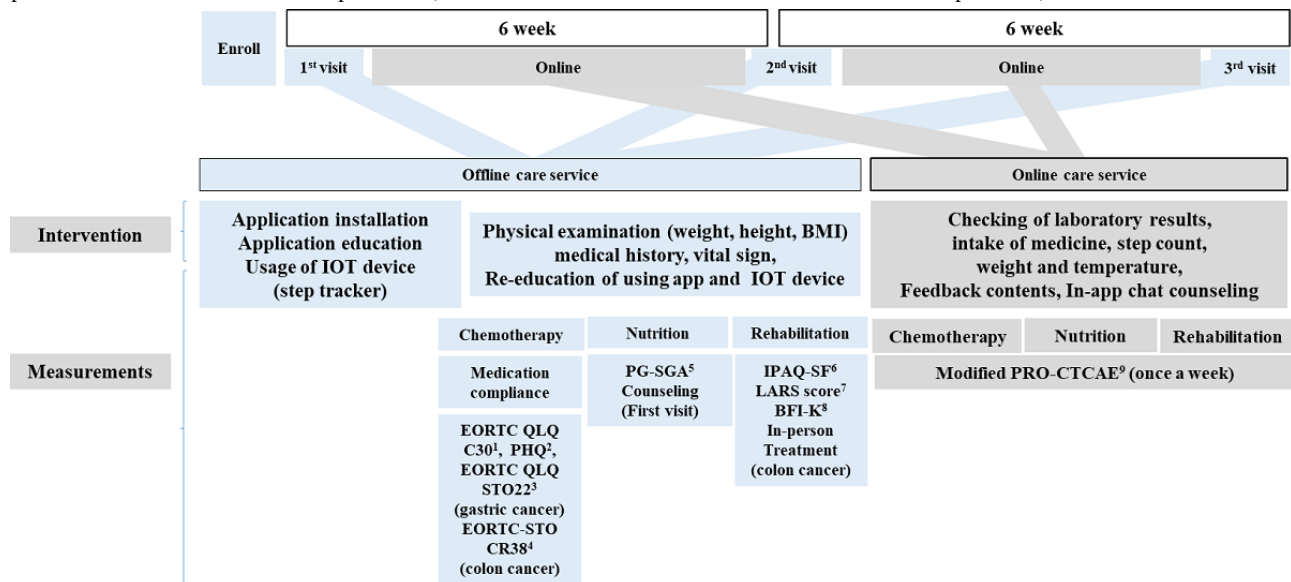 6 week
6 week
Enroll
1st visit
Online
2nd visit
Online
3rd visit
Offline care service
Online care service
Intervention
Application installation
Application education
Usage of IOT device
(step tracker)
Physical examination (weight, height, BMI)
medical history, vital sign,
Re-education of using app and IOT device
Checking of laboratory results,
intake of medicine, step count,
weight and temperature,
Feedback contents, In-app chat counseling
Measurements
Chemotherapy
Nutrition
Rehabilitation
Chemotherapy
Nutrition
Rehabilitation
Medication
compliance
PG-SGA5
Counseling
(First visit)
IPAQ-SF6
LARS score7
BFI-K8
In-person
Treatment
(colon cancer)
Modified PRO-CTCAE9 (once a week)
EORTC QLQ
C301, PHQ2,
EORTC QLQ
STO223
(gastric cancer)
EORTC-STO
CR384
(colon cancer)